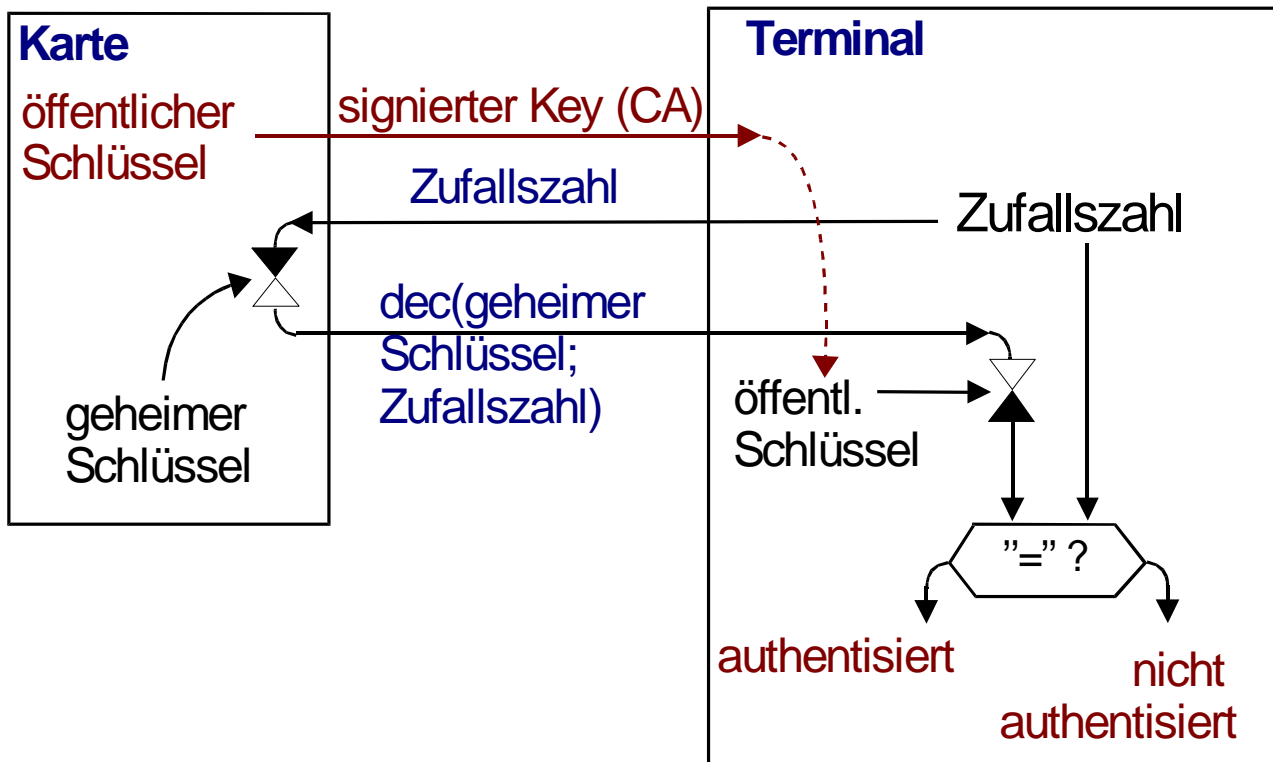 Karte
öffentlicher
Schlüssel
geheimer
Schlüssel
signierter Key (CA)
Zufallszahl
dec(geheimer
Schlüssel;
Zufallszahl)
Terminal
Zufallszahl
öffentl.
Schlüssel
”=” ?
authentisiert
nicht
authentisiert